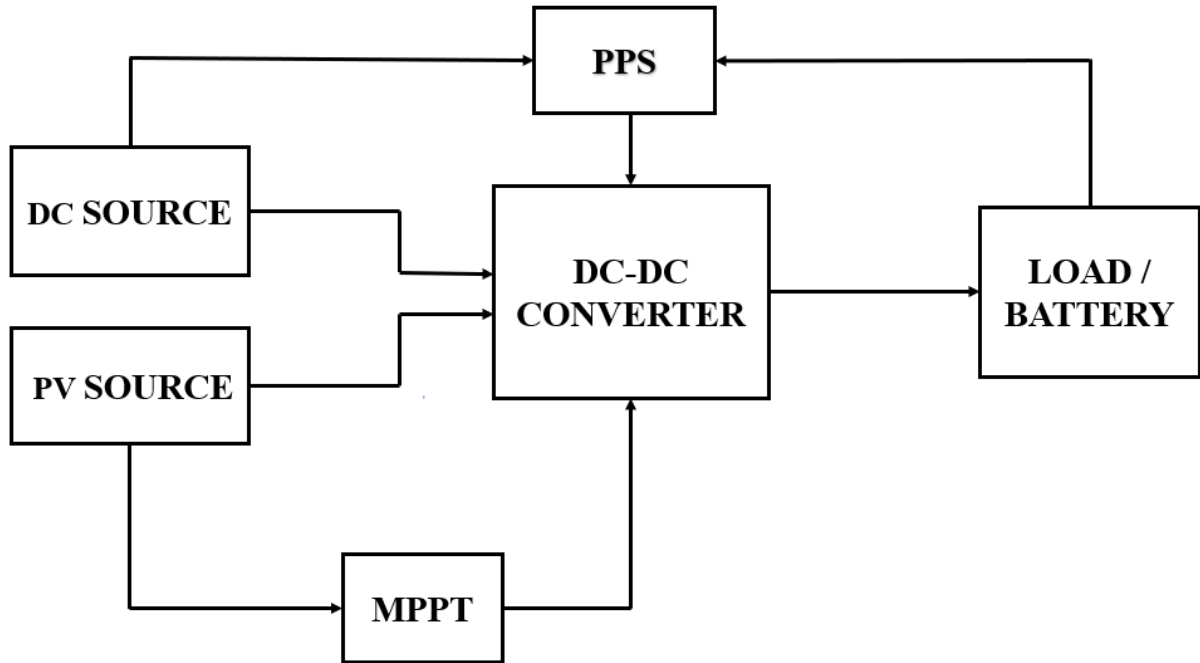 PPS
DC SOURCE
DC-DC
CONVERTER
LOAD /
BATTERY
PV SOURCE
MPPT